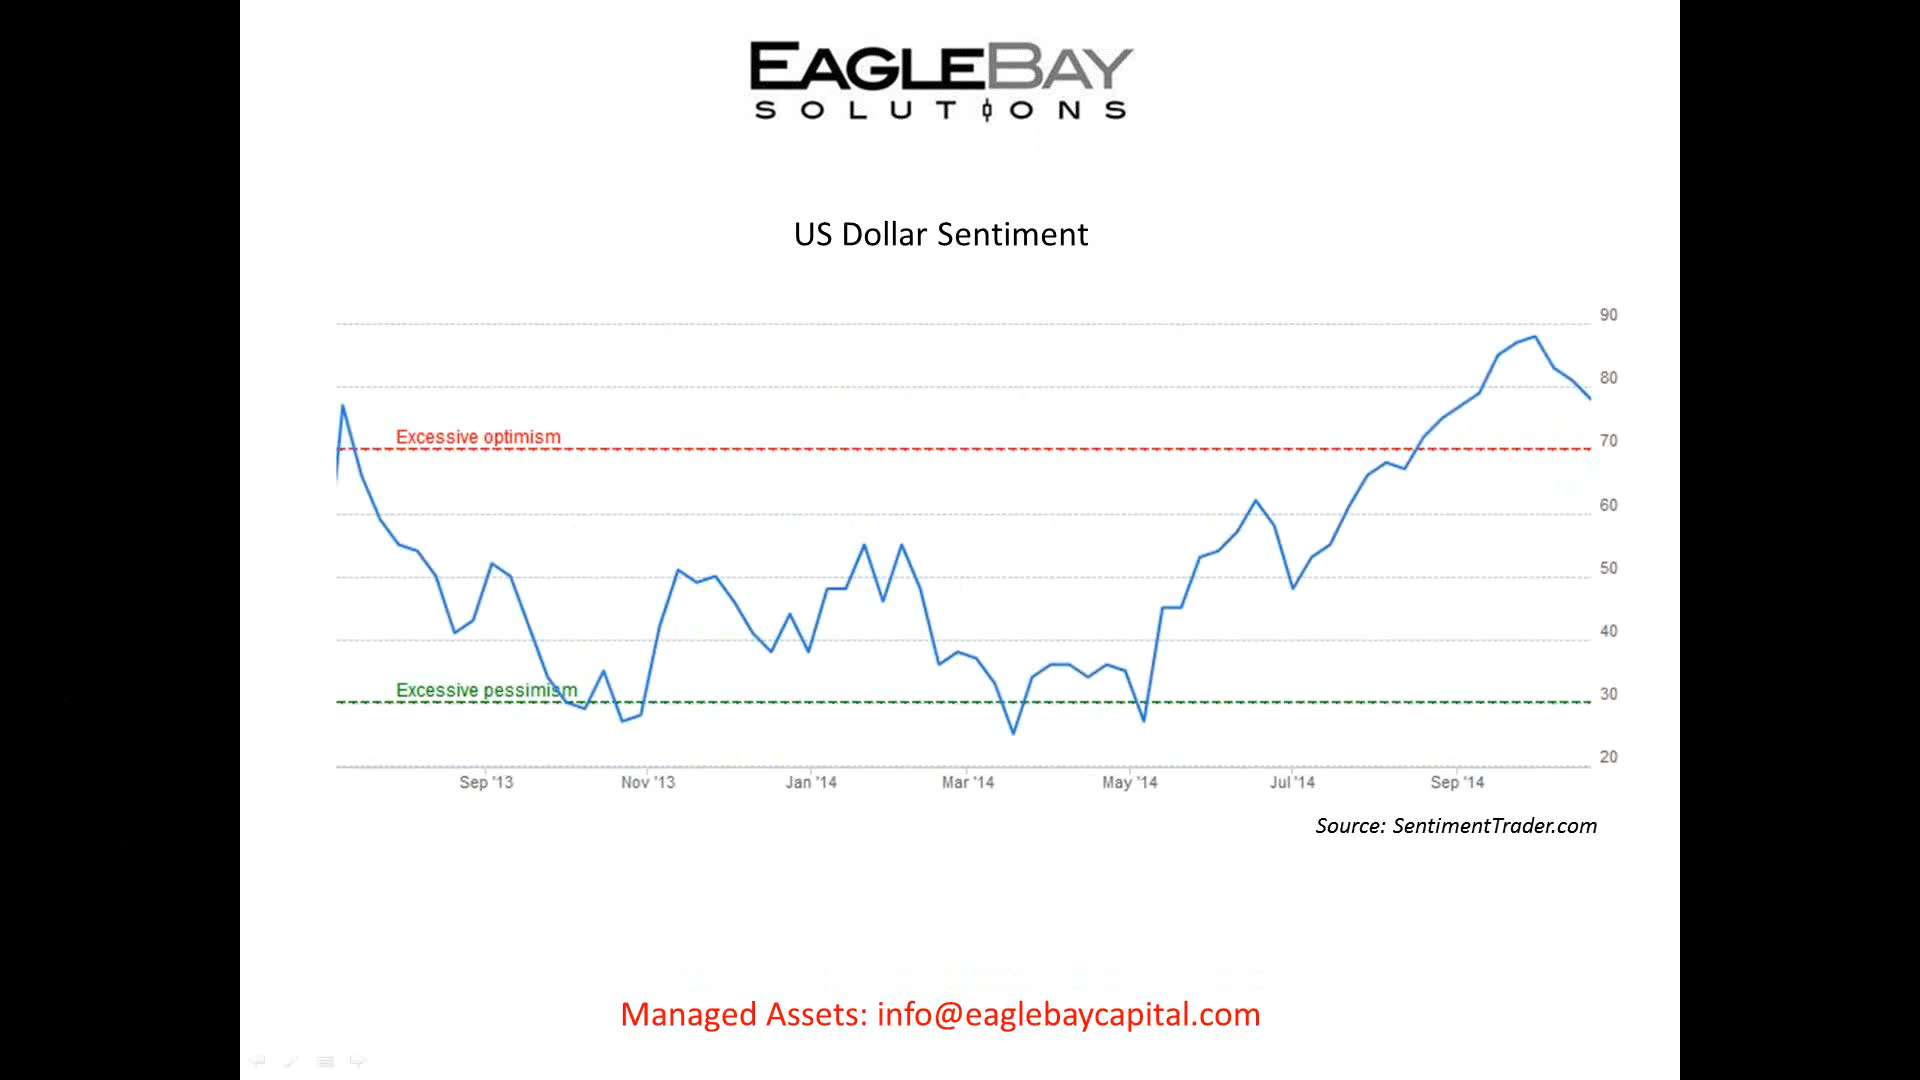 EAGLEBAY
SOLUTIONS
US Dollar Sentiment
90
80
Excessive optimism
70
60
50
40
Excessive pessimism
30
20
Sep '13 Nov '13 Jan '14 Mar '14 May '14 Jul '14 Sep '14
Source: SentimentTrader.com
Managed Assets: info@eaglebaycapital.com